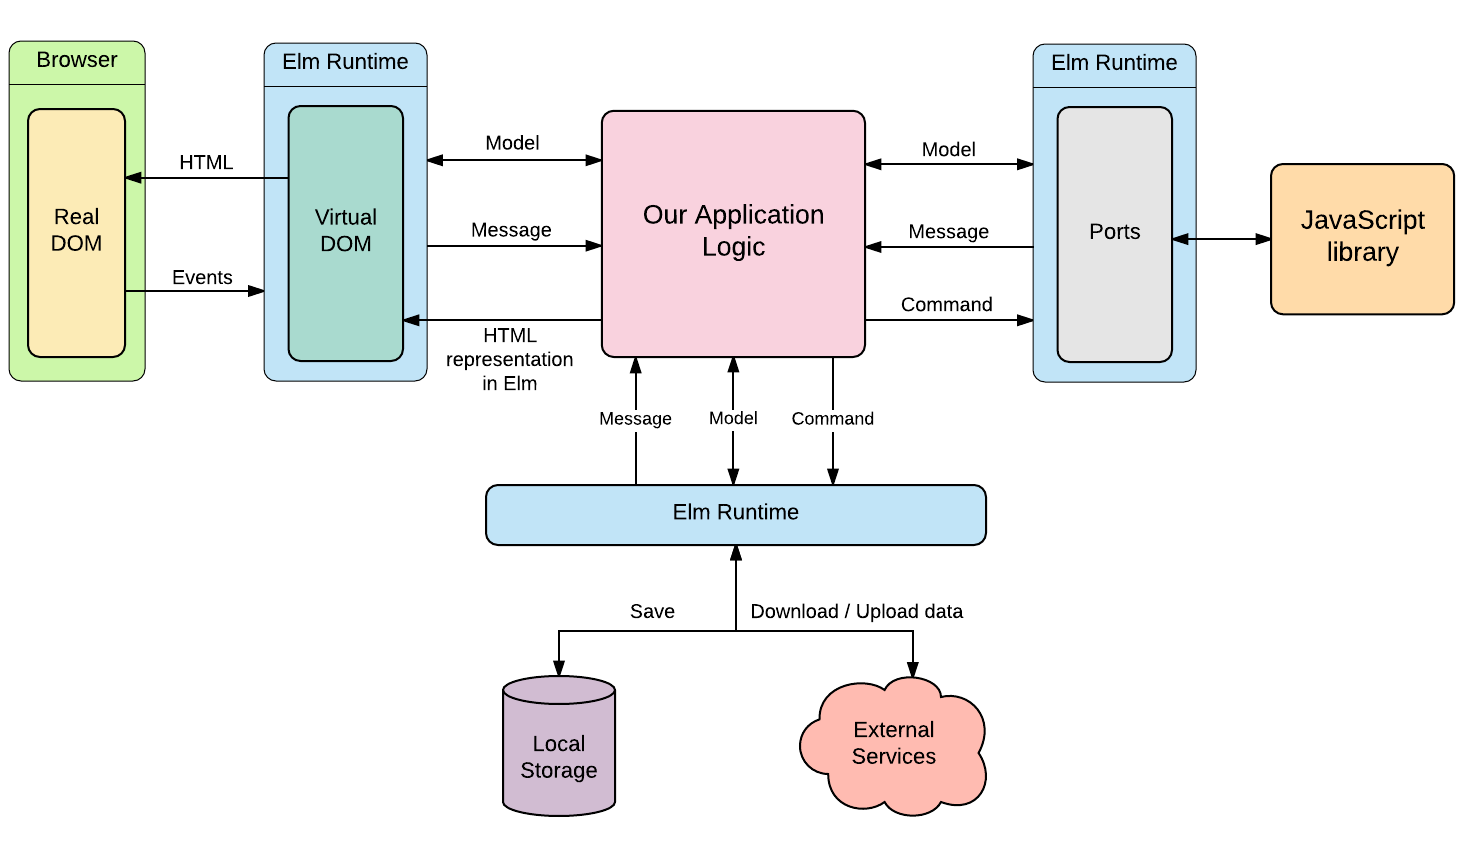 Browser
Elm Runtime
Elm Runtime
Real
DOM
HTML
Events
Virtual
DOM
Model
Message
HTML
representation
in Elm
Our Application
Logic
Model
Message
Command
Ports
JavaScript
library
Message
Model
Command
Elm Runtime
Save
Download / Upload data
Local
Storage
External
Services